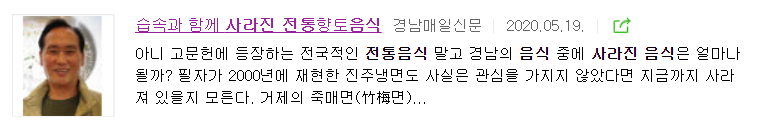 습속과 함께 사라진 전통향토음식 경남매일신문 2020.05.19.
아니 고문헌에 등장하는 전국적인 전통음식 말고 경남의 음식 중에 사라진 음식은 얼마나
될까? 필자가 2000년에 재현한 진주냉면도 사실은 관심을 가지지 않았다면 지금까지 사라
져 있을지 모른다. 거제의 죽매면(竹梅면)...